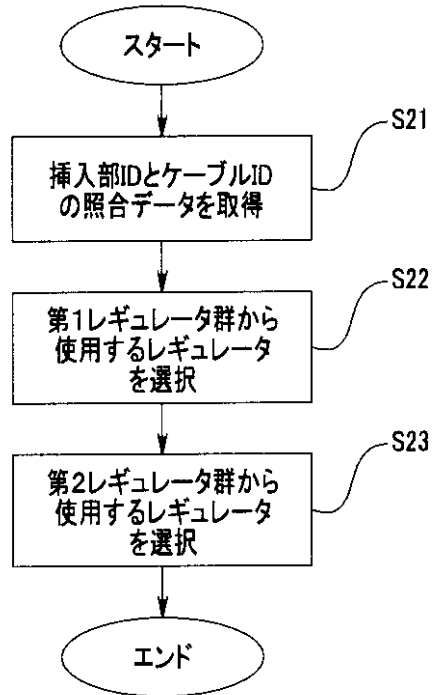 スタート
S21
挿入部IDとケーブルID
の照合データを取得
S22
第1レギュレータ群から
使用するレギュレータ
を選択
S23
第2レギュレータ群から
使用するレギュレータ
を選択
エンド